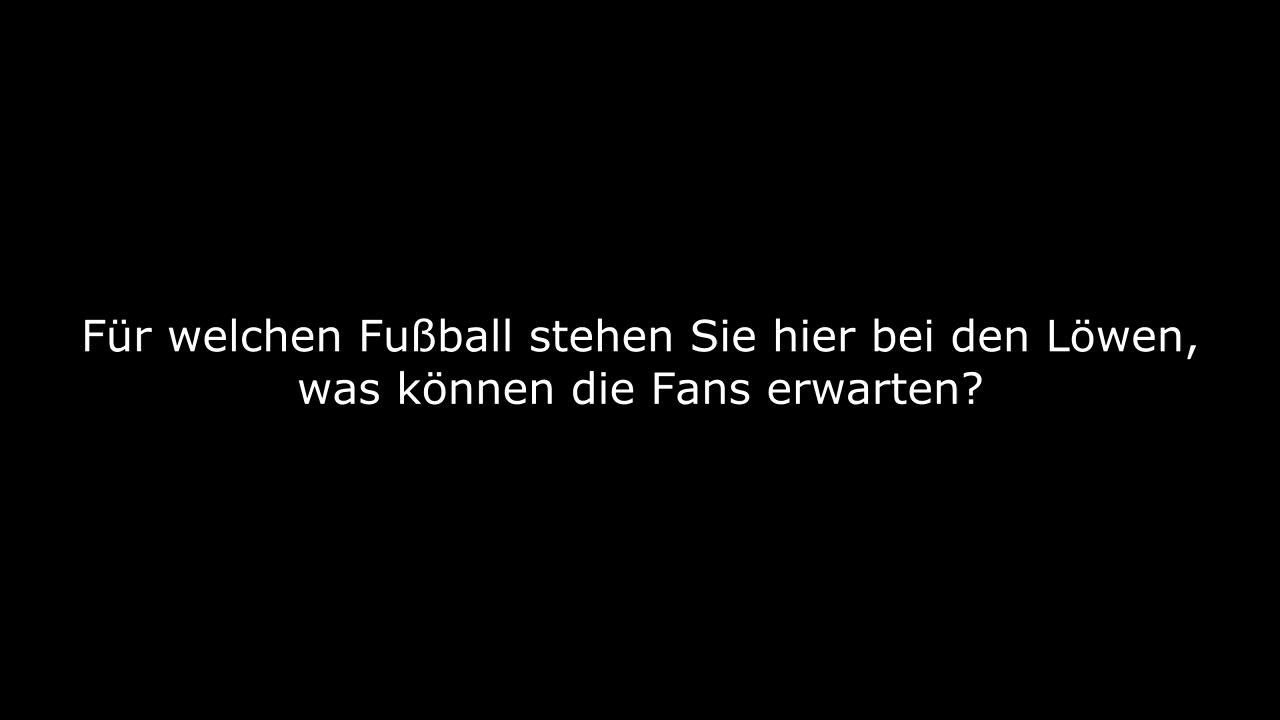 Für welchen Fußball stehen Sie hier bei den Löwen,
was können die Fans erwarten?